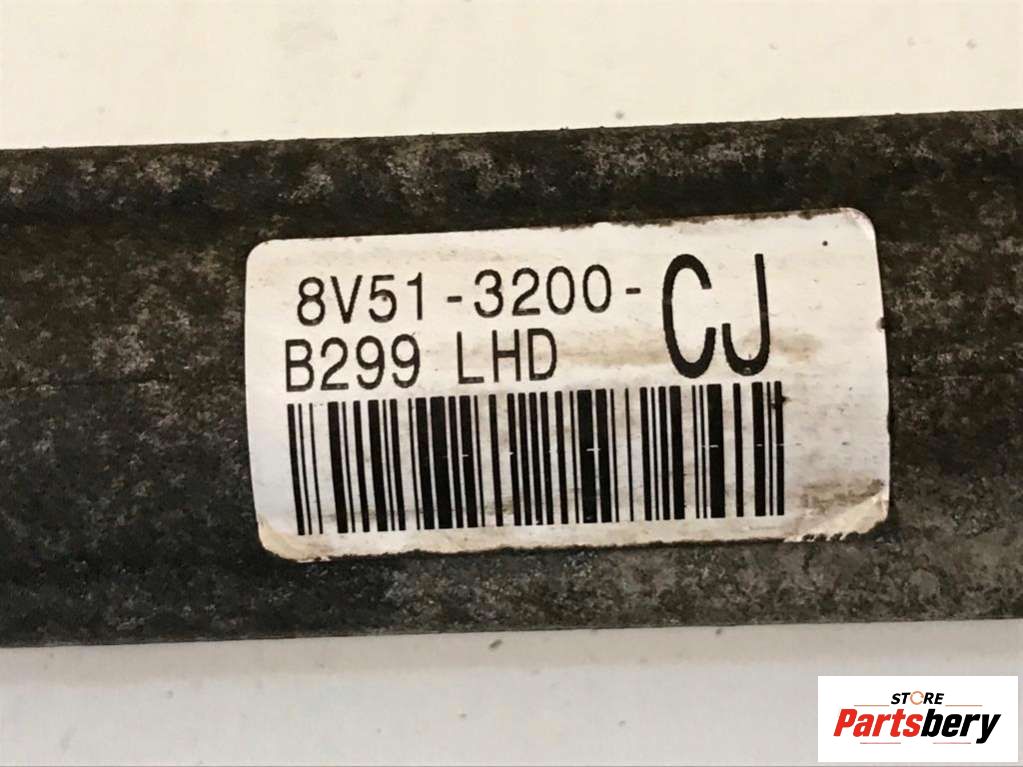 8V51-3200-CJ
B299 LHD
STORE
Partsbery